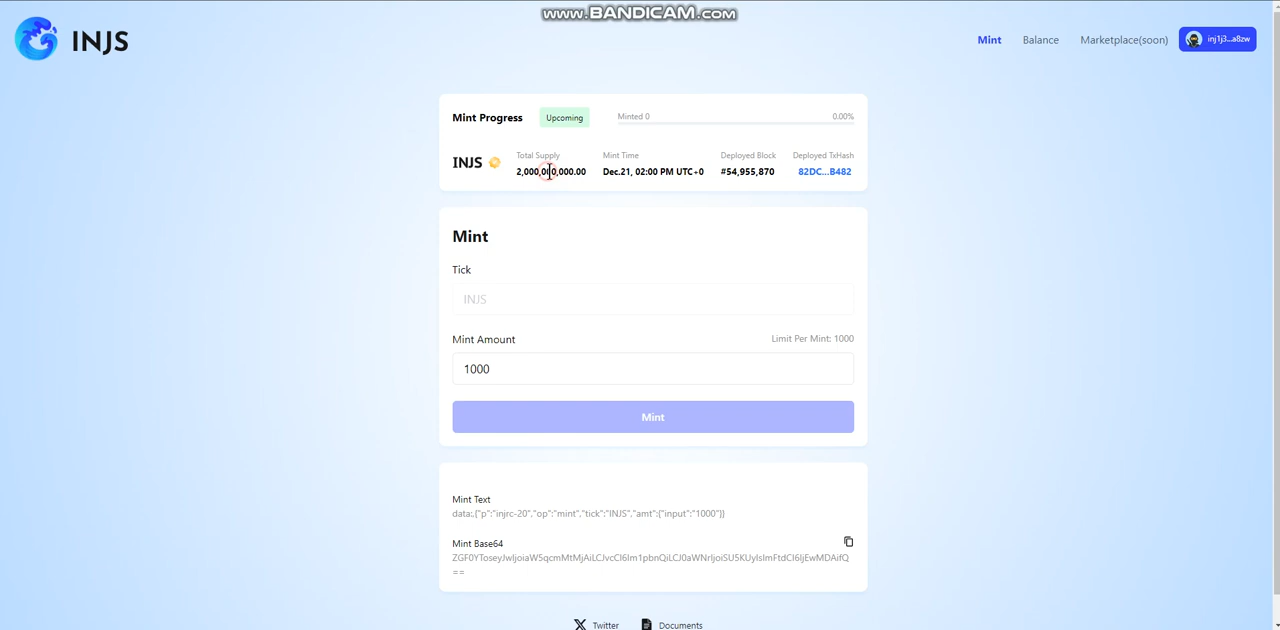 www.BANDICAM.com
INJS
Mint
Balance
Marketplace(soon)
inj1j3...a8zw
Mint Progress
Upcoming
Minted 0
0.00%
INJS
Total Supply
2,000,000,000.00
Mint Time
Dec.21, 02:00 PM UTC+0
Deployed Block
#54,955,870
Deployed TxHash
82DC...B482
Mint
Tick
INJS
Mint Amount
Limit Per Mint: 1000
1000
Mint
Mint Text
data:,{"p":"injrc-20","op":"mint","tick":"INJS","amt":{"input":"1000"}}
Mint Base64
==
Twitter
Documents